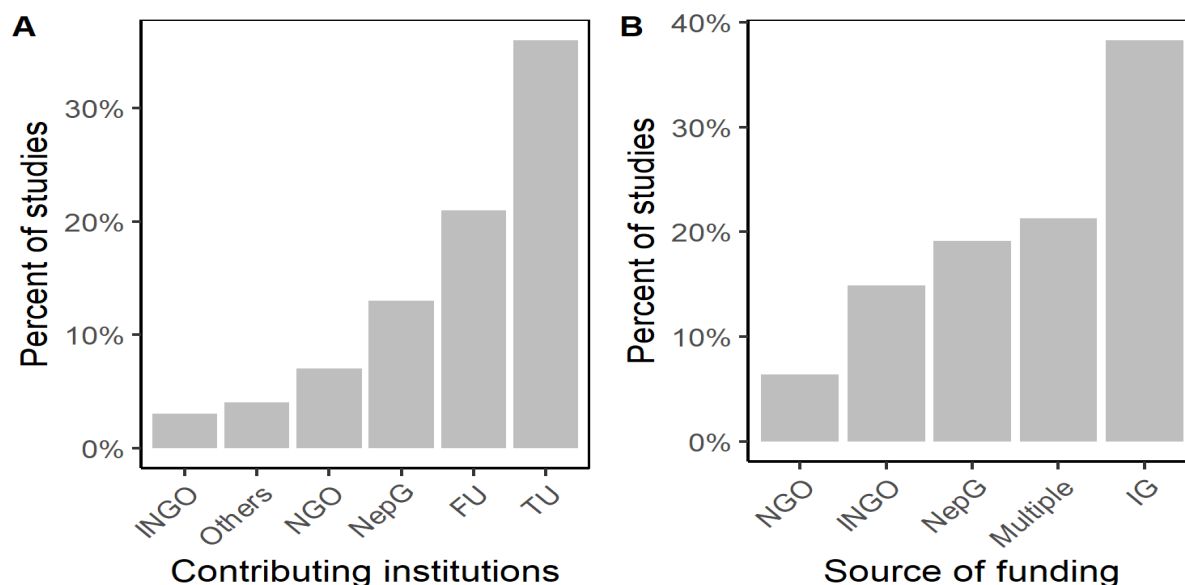 A
Percent of studies
30%
20%
10%
0%
INGO
Others
NGO
NepG
FU
TU
Contributing institutions
B
Percent of studies
40%
30%
20%
10%
0%
NGO
INGO
NepG
Multiple
IG
Source of funding